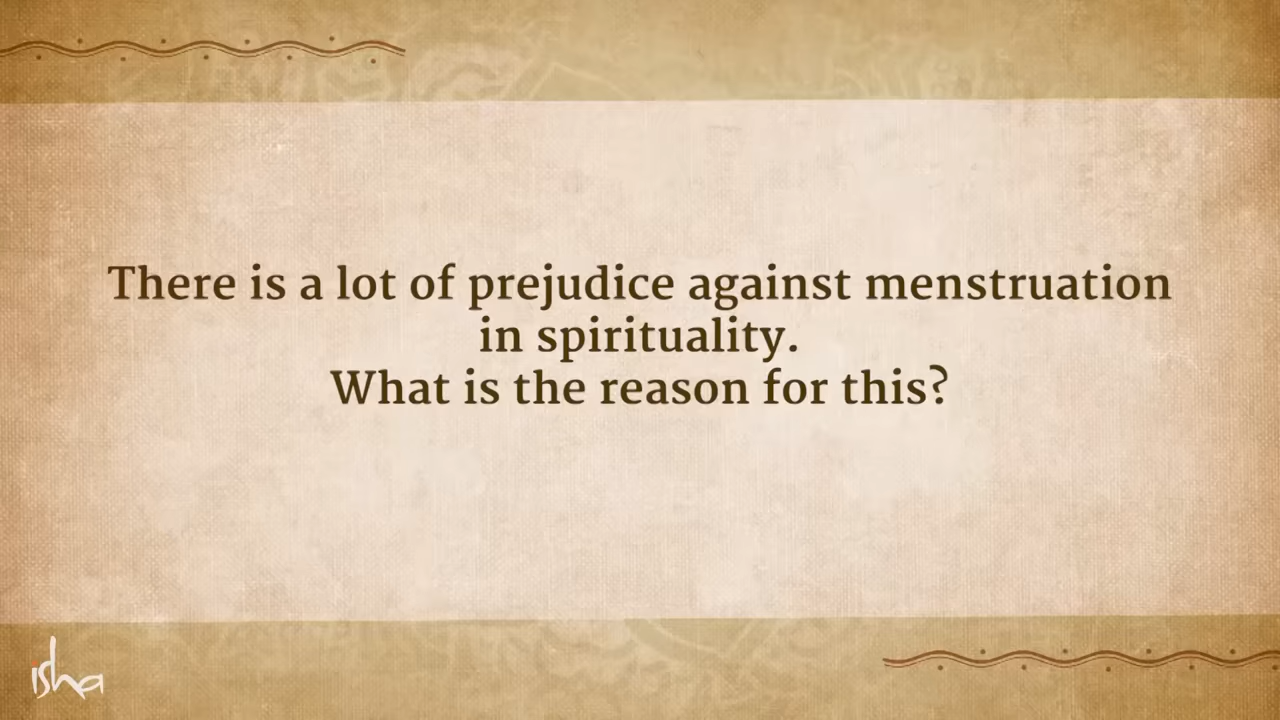 There is a lot of prejudice against menstruation
in spirituality.
What is the reason for this?
isha